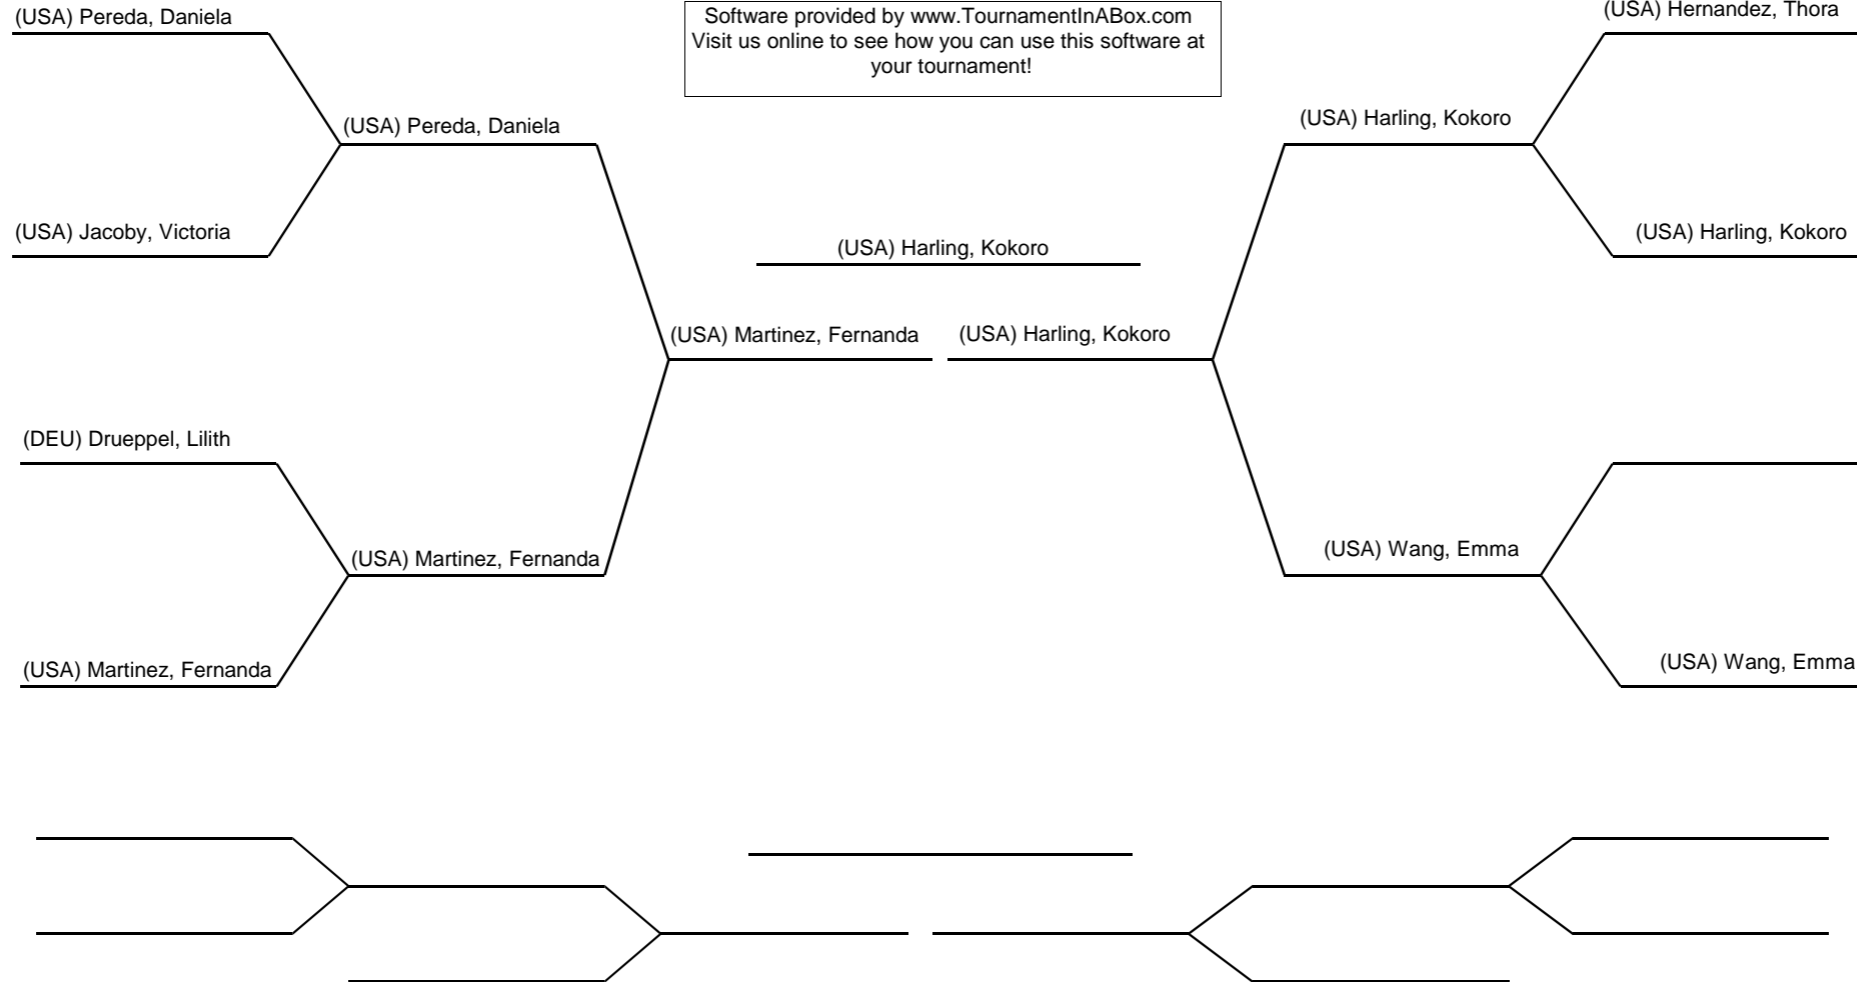 (USA) Pereda, Daniela
Software provided by www.TournamentInABox.com
Visit us online to see how you can use this software at
your tournament!
(USA) Hernandez, Thora
(USA) Pereda, Daniela
(USA) Harling, Kokoro
(USA) Jacoby, Victoria
(USA) Harling, Kokoro
(USA) Harling, Kokoro
(USA) Martinez, Fernanda
(USA) Harling, Kokoro
(DEU) Drueppel, Lilith
(USA) Martinez, Fernanda
(USA) Wang, Emma
(USA) Martinez, Fernanda
(USA) Wang, Emma